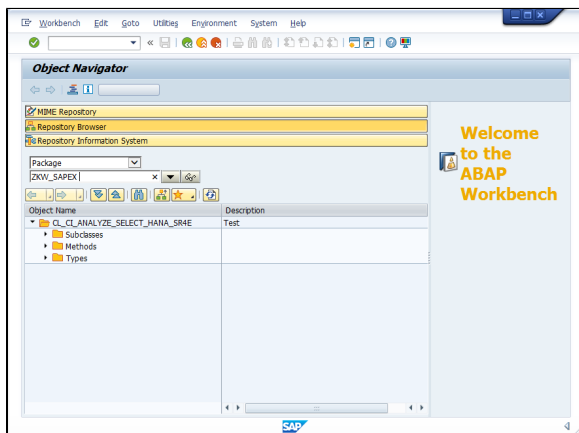 Workbench Edit Goto Utilities Environment System Help
Object Navigator
MIME Repository
Repository Browser
Repository Information System
Package
ZKW_SAPEX
Object Name Description
CL_CI_ANALYZE_SELECT_HANA_SR4E Test
Subclasses
Methods
Types
Welcome
to the
ABAP
Workbench
SAP